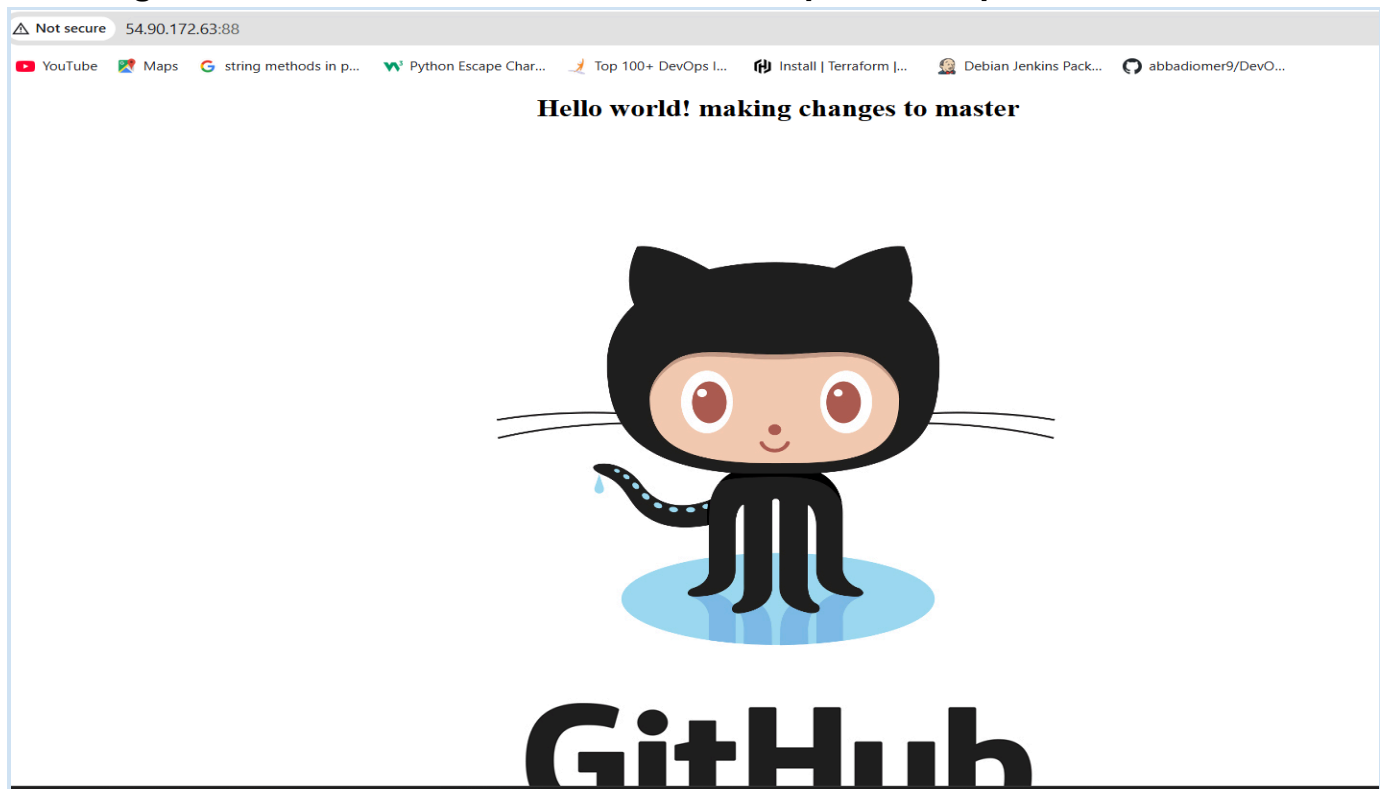 Not secure 54.90.172.63:88
YouTube Maps string methods in p... Python Escape Char... Top 100+ DevOps I... Install | Terraform |... Debian Jenkins Pack... abbadiomer9/DevO...
Hello world! making changes to master
GitHub